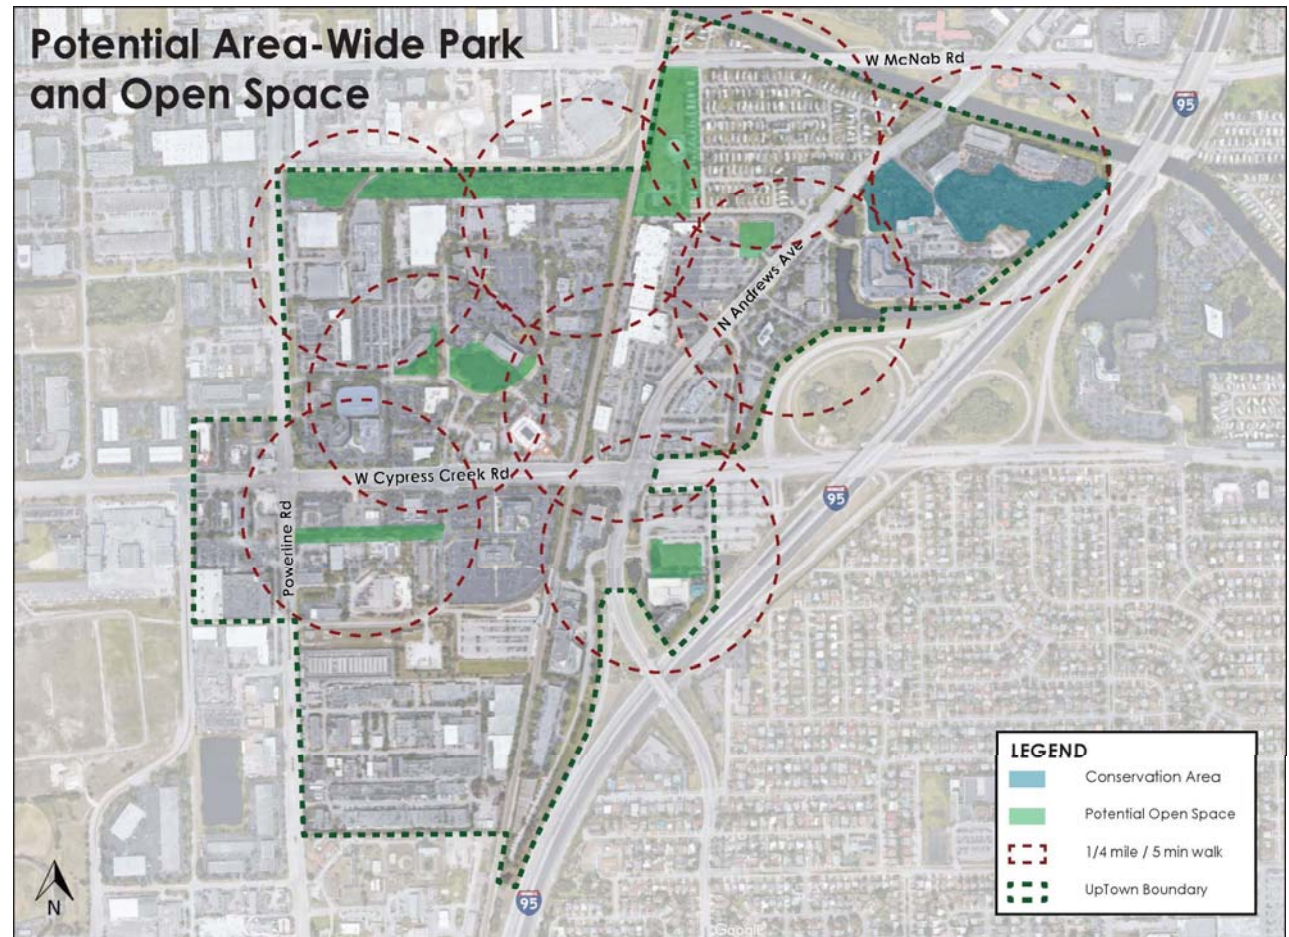 Potential Area-Wide Park
and Open Space
W McNab Rd
95
N Andrews Ave
W Cypress Creek Rd
95
Powerline Rd
LEGEND
Conservation Area
Potential Open Space
1/4 mile / 5 min walk
UpTown Boundary
N
95
Google